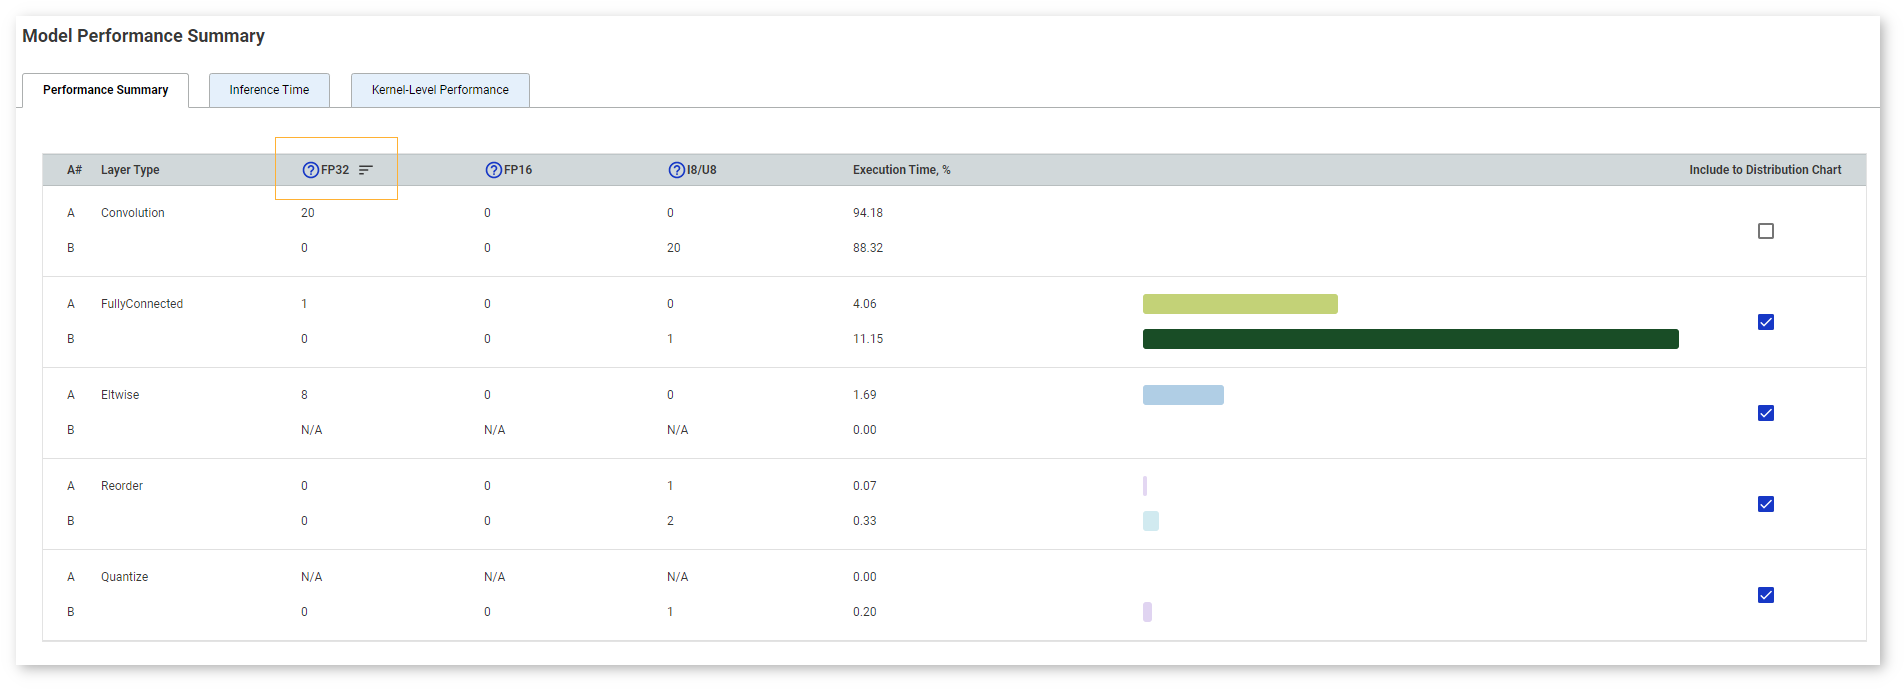 Model Performance Summary
Performance Summary Inference Time Kernel-Level Performance
A# Layer Type ? FP32 ? FP16 ? I8/U8 Execution Time, % Include to Distribution Chart
A Convolution 20 0 0 94.18
B 0 0 20 88.32
A FullyConnected 1 0 0 4.06
B 0 0 1 11.15
A Eltwise 8 0 0 1.69
B N/A N/A N/A 0.00
A Reorder 0 0 1 0.07
B 0 0 2 0.33
A Quantize N/A N/A N/A 0.00
B 0 0 1 0.20